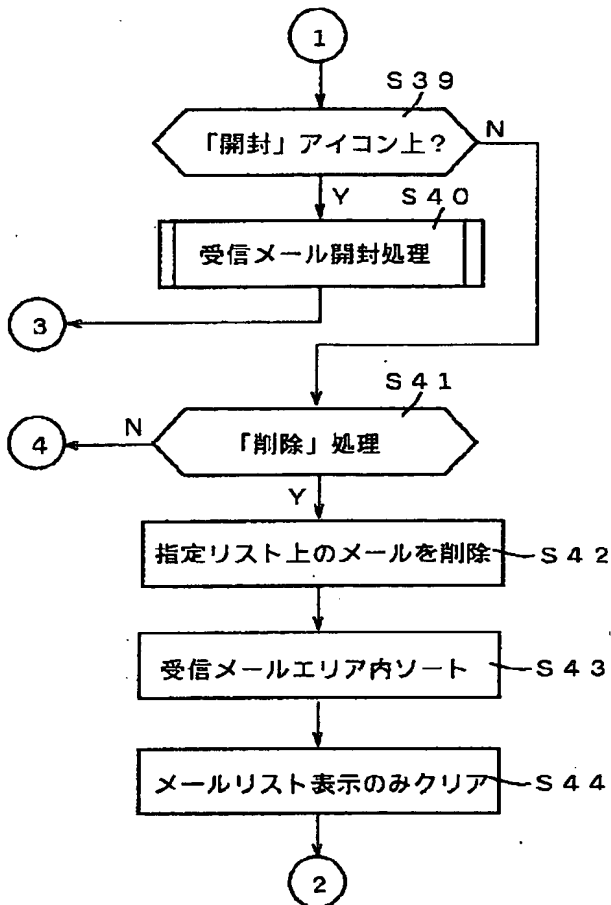 1
S39
「開封」アイコン上?
N
Y
S40
受信メール開封処理
3
S41
N
4
「削除」処理
Y
指定リスト上のメールを削除
S42
受信メールエリア内ソート
S43
メールリスト表示のみクリア
S44
2